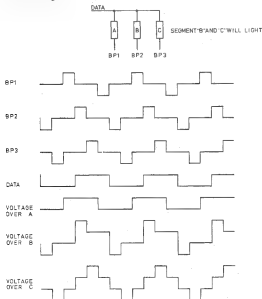 DATA
A B C
SEGMENT"B"AND"C"WILL LIGHT
BP1 BP2 BP3
BP1
BP2
BP3
DATA
VOLTAGE
OVER A
VOLTAGE
OVER B
VOLTAGE
OVER C